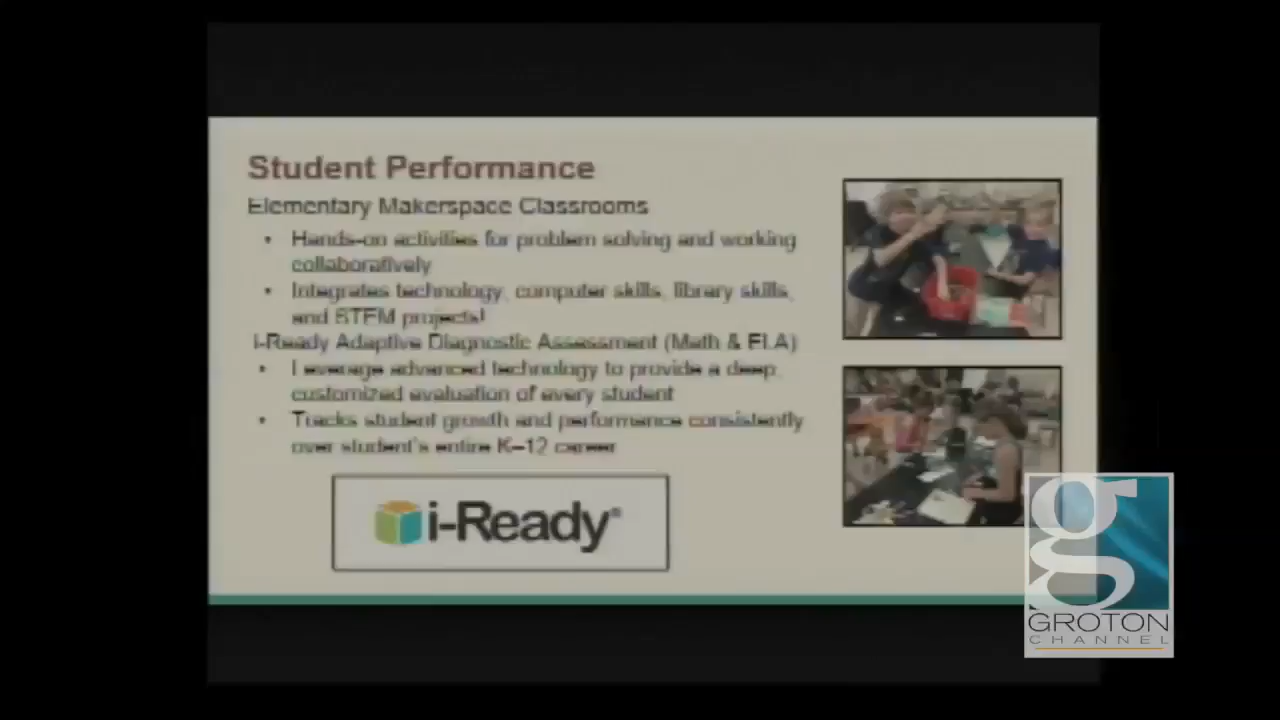 Student Performance
Elementary Makerspace Classrooms
• Hands-on activities for problem solving and working
collaboratively
• Integrates technology, computer skills, library skills,
and STEM projects!
i-Ready Adaptive Diagnostic Assessment (Math & ELA)
• Leverage advanced technology to provide a deep,
customized evaluation of every student
• Tracks student growth and performance consistently
over student's entire K–12 career
i-Ready®
g
GROTON
CHANNEL